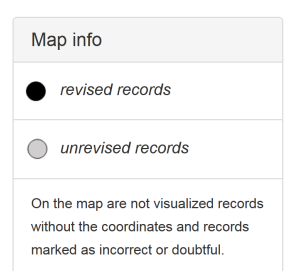 Map info
revised records
unrevised records
On the map are not visualized records
without the coordinates and records
marked as incorrect or doubtful.